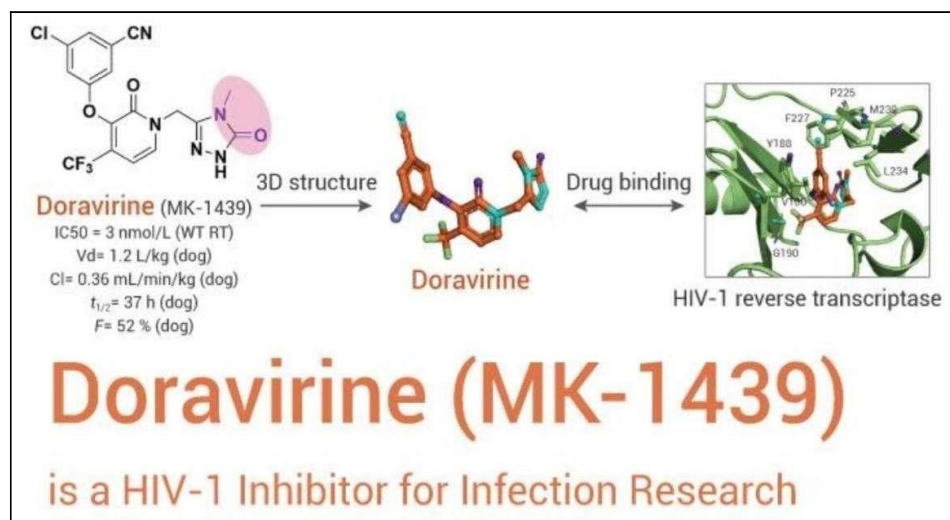 Cl
CN
O
O
N
N
O
N
NH
CF₃
Doravirine (MK-1439)
IC50 = 3 nmol/L (WT RT)
Vd= 1.2 L/kg (dog)
Cl= 0.36 mL/min/kg (dog)
t1/2= 37 h (dog)
F= 52 % (dog)
3D structure
Doravirine
Drug binding
P225
M230
F227
Y188
L234
G190
HIV-1 reverse transcriptase
Doravirine (MK-1439)
is a HIV-1 Inhibitor for Infection Research